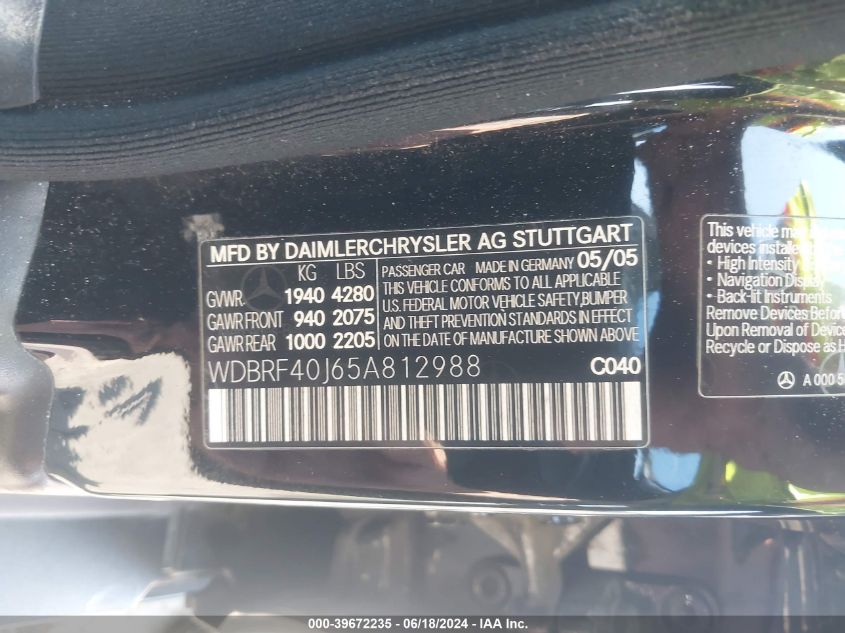 MFD BY DAIMLERCHRYSLER AG STUTTGART
KG LBS
GVWR. 1940 4280
GAWR FRONT 940 2075
GAWR REAR 1000 2205
PASSENGER CAR MADE IN GERMANY 05/05
THIS VEHICLE CONFORMS TO ALL APPLICABLE
U.S. FEDERAL MOTOR VEHICLE SAFETY, BUMPER
AND THEFT PREVENTION STANDARDS IN EFFECT
ON THE DATE OF MANUFACTURE SHOWN ABOVE
WDBRF40J65A812988 C040
This vehicle may
devices installe
• High Intensity
• Navigation Display
• Back-lit Instruments
Remove Devices Before
Upon Removal of Device
Recycle or Dispose as H
A 000 5
000-39672235 - 06/18/2024 - IAA Inc.